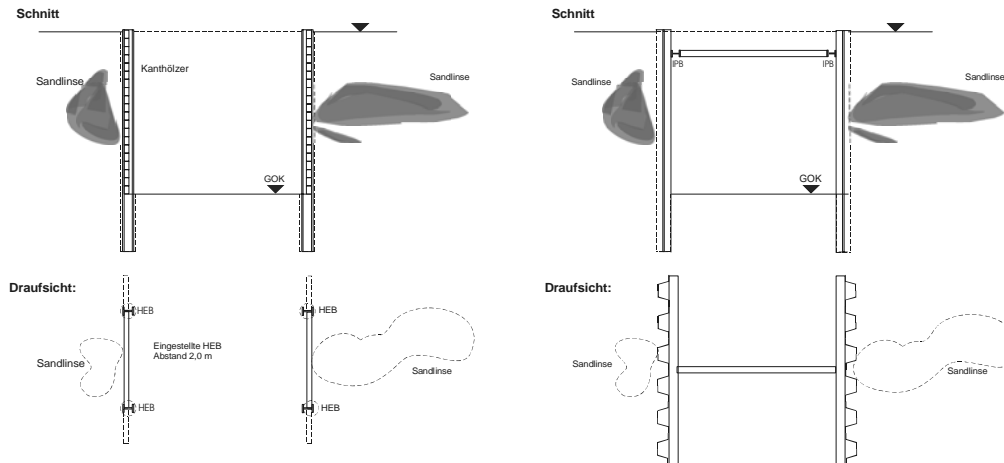 Schnitt
Sandlinse
Kanthölzer
Sandlinse
GOK
Draufsicht:
HEB
HEB
Eingestellte HEB
Abstand 2,0 m
Sandlinse
Sandlinse
HEB
HEB
Schnitt
IPB
IPB
Sandlinse
Sandlinse
GOK
Draufsicht:
Sandlinse
Sandlinse